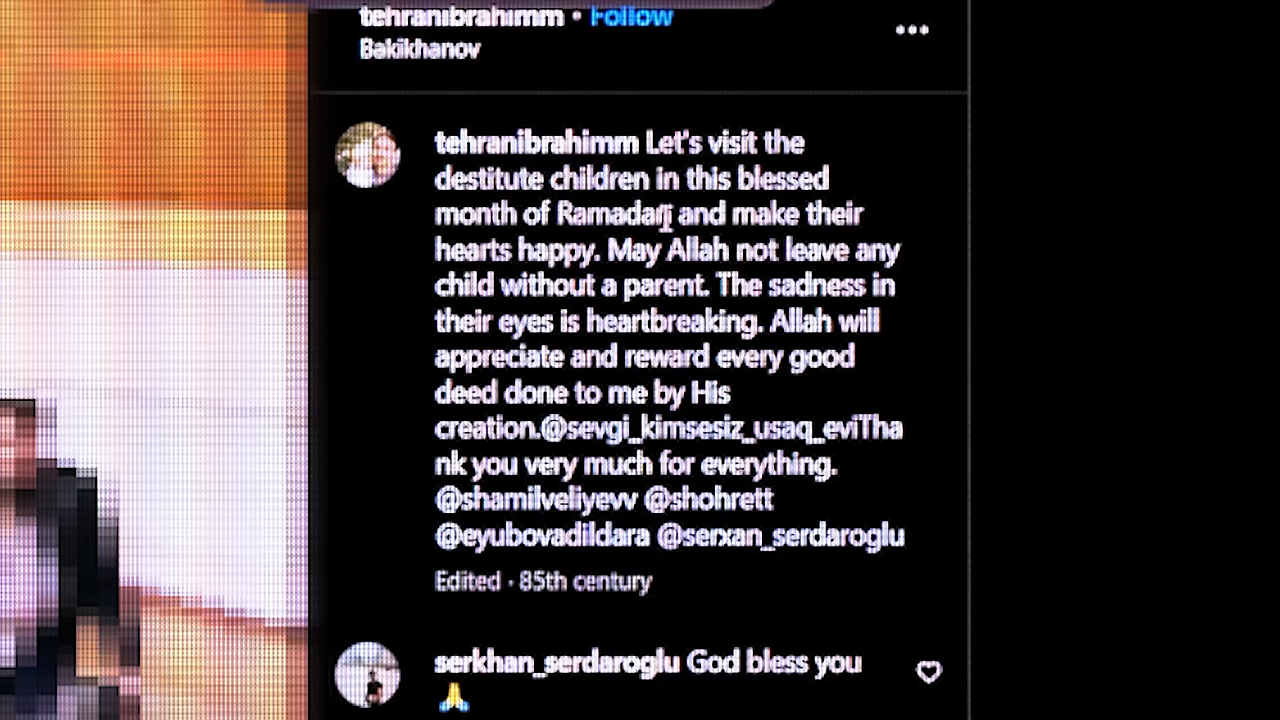 tehranibrahimm • Follow
Bakikhanov
tehranibrahimm Let's visit the
destitute children in this blessed
month of Ramadan and make their
hearts happy. May Allah not leave any
child without a parent. The sadness in
their eyes is heartbreaking. Allah will
appreciate and reward every good
deed done to me by His
creation.@sevgi_kimsesiz_usaq_eviTha
nk you very much for everything.
@shamilveliyevv @shohrett
@eyubovadildara @serxan_serdaroglu
Edited · 85th century
serkhan_serdaroglu God bless you
🙏